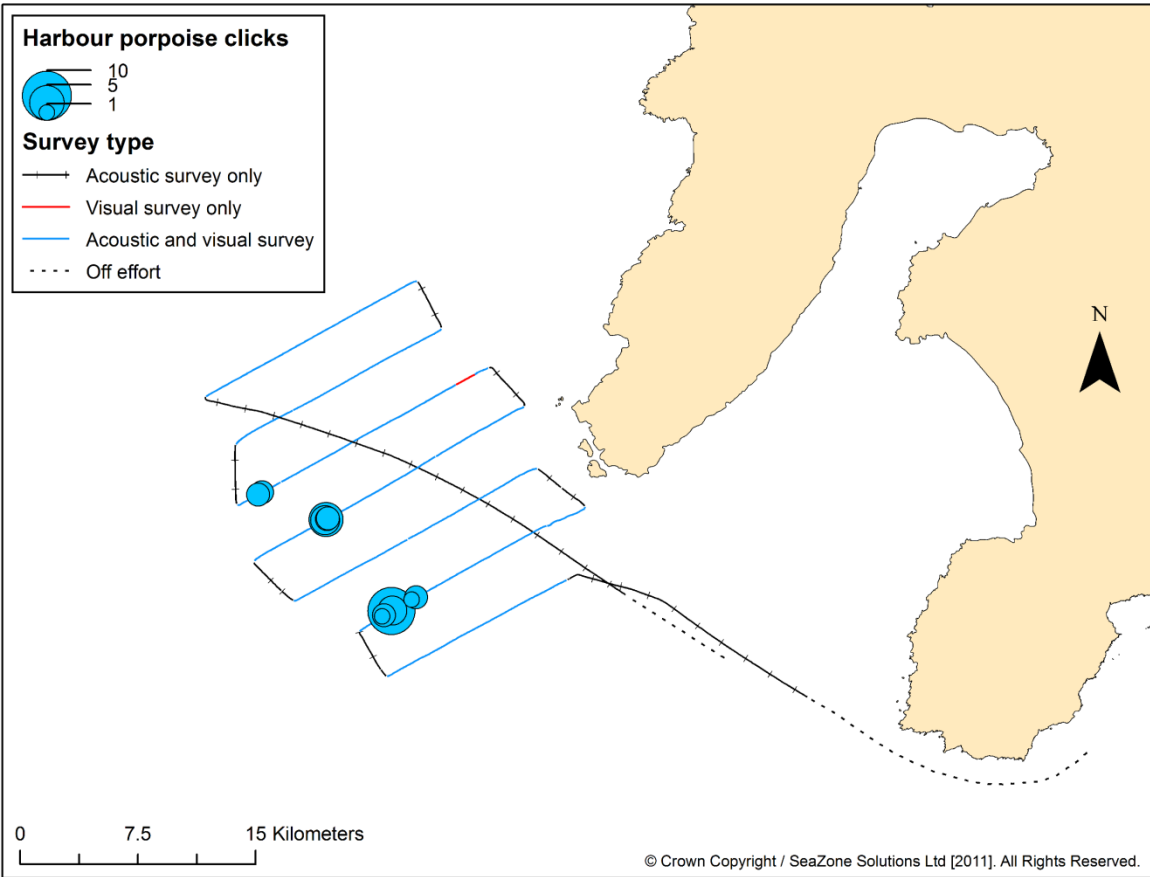 Harbour porpoise clicks
10
5
1
Survey type
Acoustic survey only
Visual survey only
Acoustic and visual survey
Off effort
N
0 7.5 15 Kilometers
© Crown Copyright / SeaZone Solutions Ltd [2011]. All Rights Reserved.